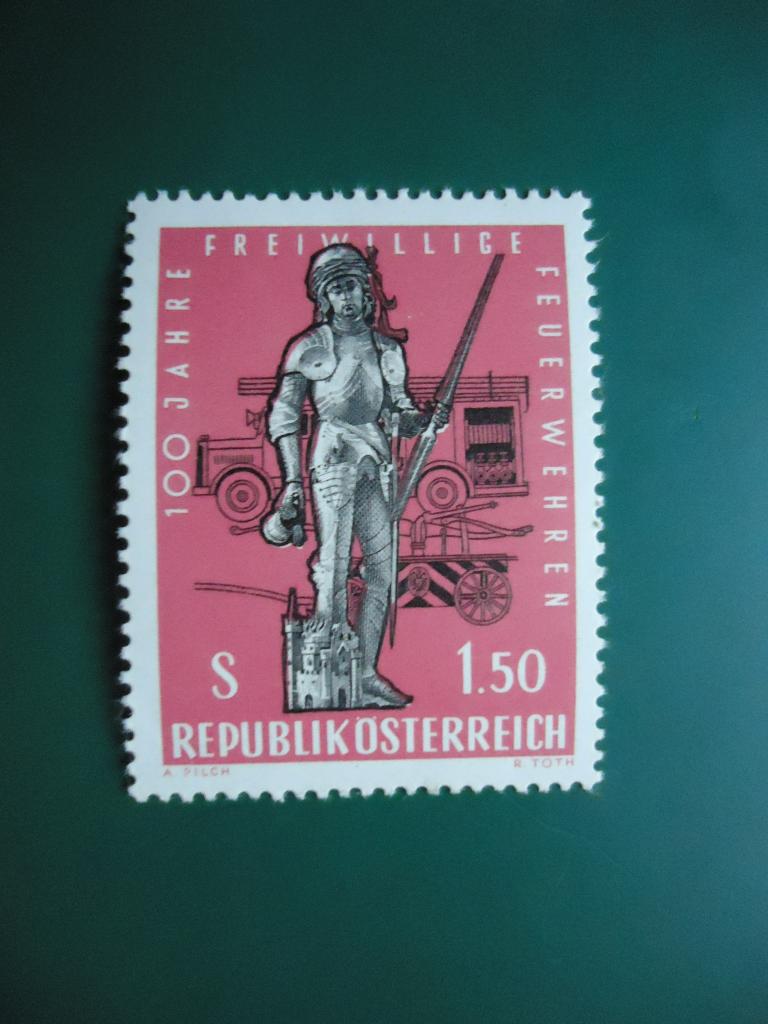 100 JAHRE
FREIWILLIGE
FEUERWEHREN
S 1.50
REPUBLIK ÖSTERREICH
A. PILCH R. TOTH